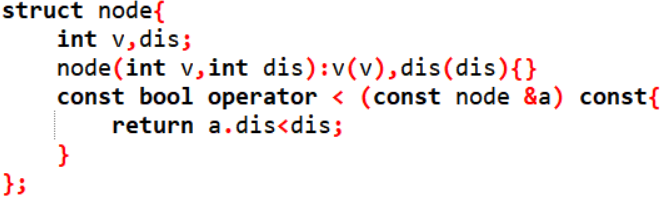 struct node{
    int v,dis;
    node(int v,int dis):v(v),dis(dis){}
    const bool operator < (const node &a) const{
        return a.dis<dis;
    }
};